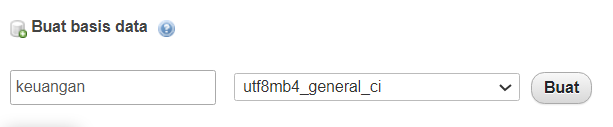 Buat basis data
keuangan utf8mb4_general_ci Buat